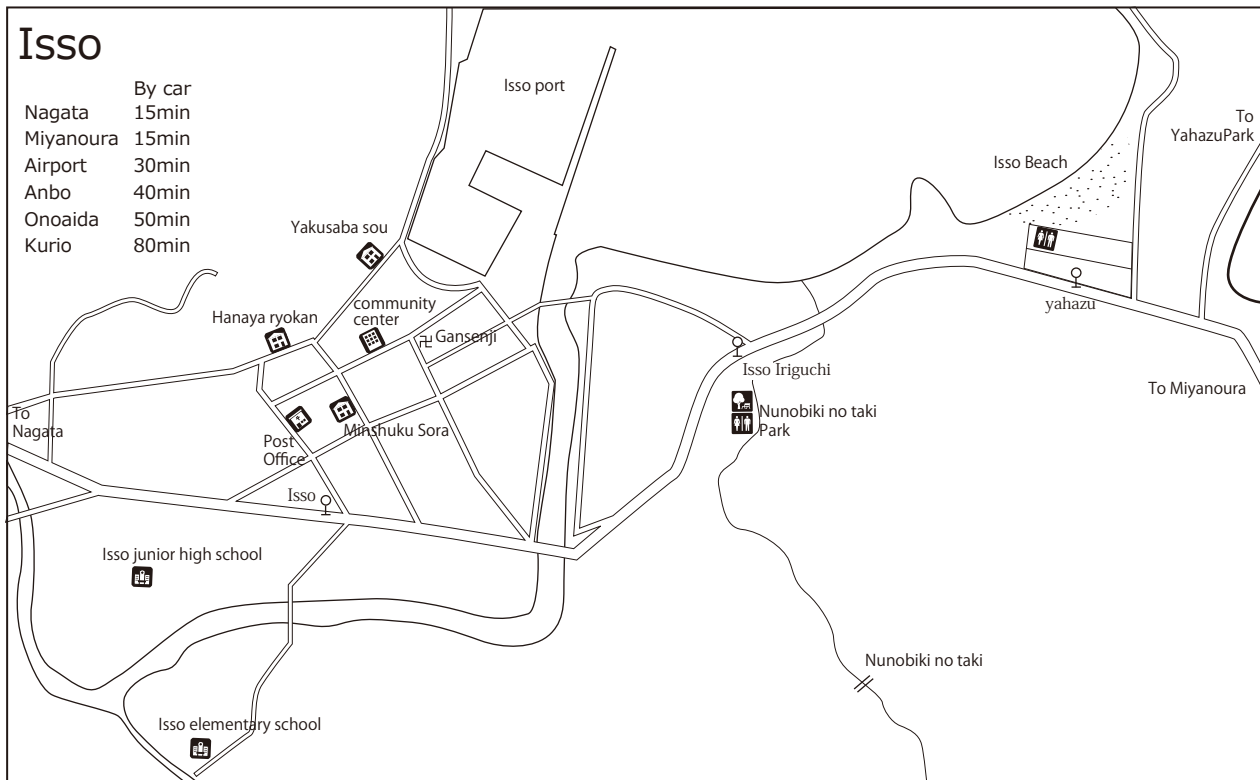 Isso
By car
Nagata 15min
Miyanoura 15min
Airport 30min
Anbo 40min
Onoaida 50min
Kurio 80min
Isso port
To
YahazuPark
Isso Beach
Yakusaba sou
yahazu
Hanaya ryokan
community
center
Gansenji
Isso Iriguchi
To Miyanoura
To
Nagata
Nunobiki no taki
Park
Minshuku Sora
Post
Office
Isso
Isso junior high school
Nunobiki no taki
Isso elementary school